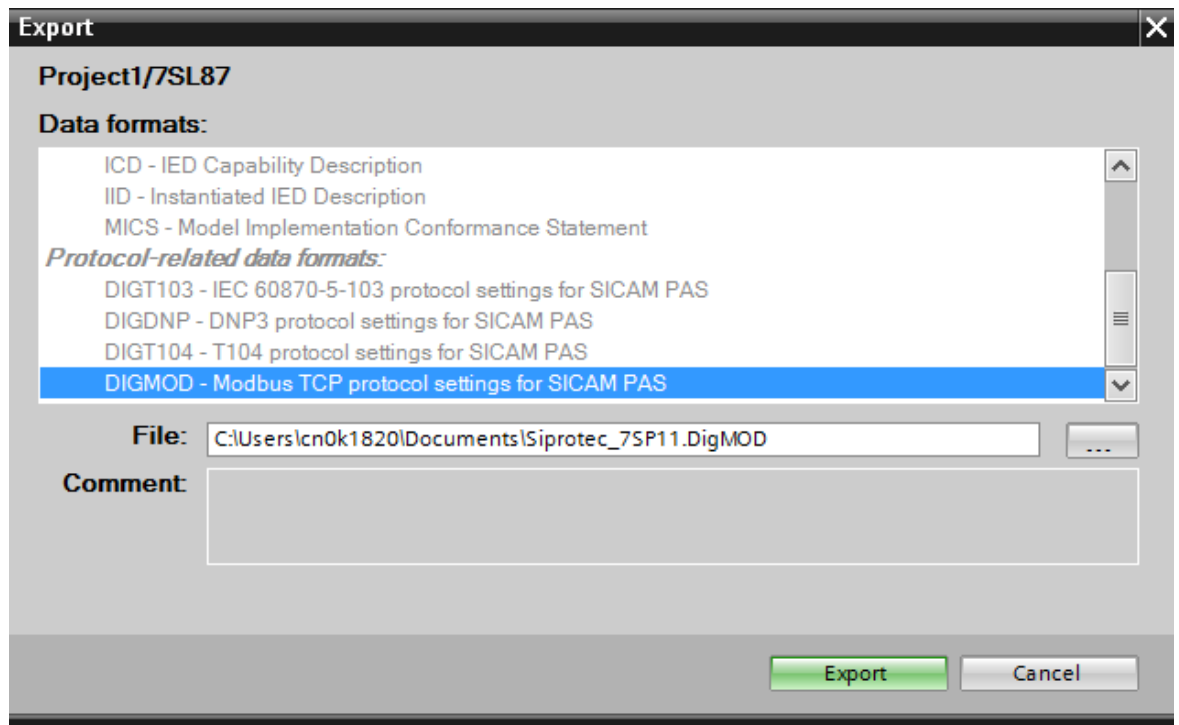 Export
Project1/7SL87
Data formats:
ICD - IED Capability Description
IID - Instantiated IED Description
MICS - Model Implementation Conformance Statement
Protocol-related data formats:
DIGT103 - IEC 60870-5-103 protocol settings for SICAM PAS
DIGDNP - DNP3 protocol settings for SICAM PAS
DIGT104 - T104 protocol settings for SICAM PAS
DIGMOD - Modbus TCP protocol settings for SICAM PAS
File: C:\Users\cn0k1820\Documents\Siprotec_7SP11.DigMOD ...
Comment:
Export Cancel